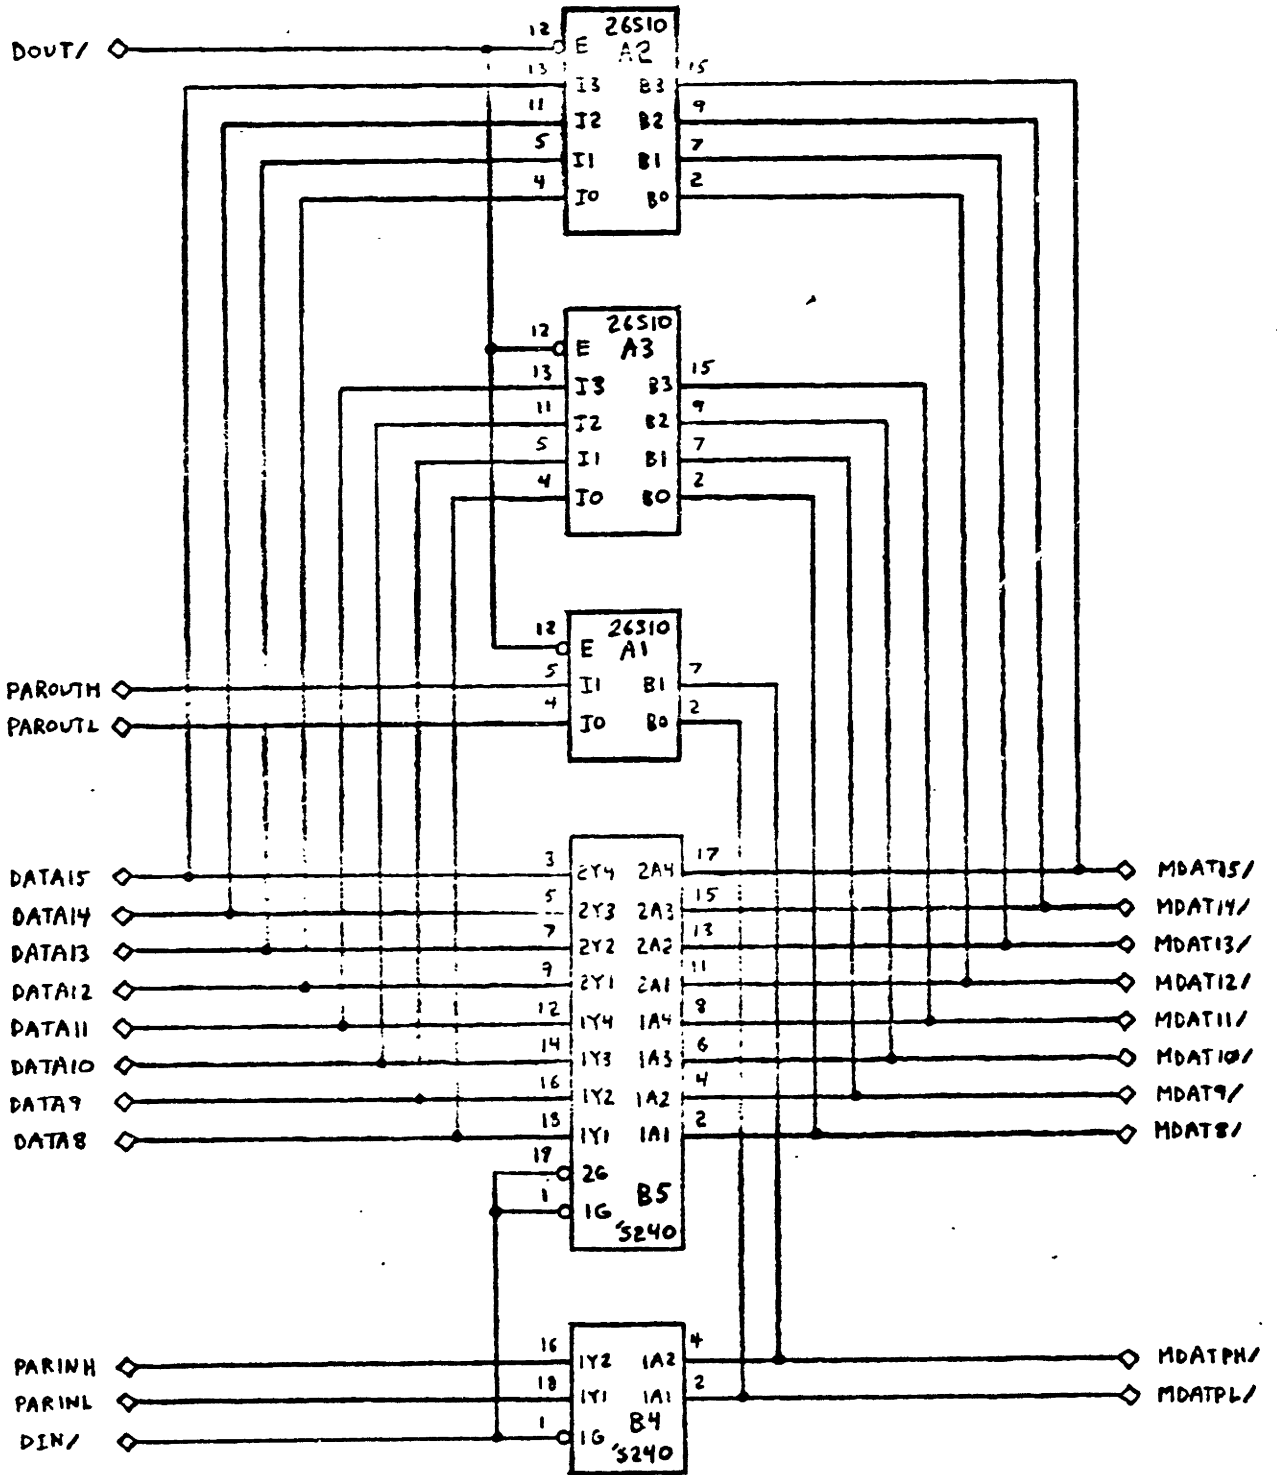 26S10
DOUT/ 12 E A2
13 I3 B3 15
11 I2 B2 9
5 I1 B1 7
4 I0 B0 2
26S10
12 E A3
13 I3 B3 15
11 I2 B2 9
5 I1 B1 7
4 I0 B0 2
26S10
12 E A1
PAROUTH 5 I1 B1 7
PAROUTL 4 I0 B0 2
DATA15 3 2Y4 2A4 17 MDAT15/
DATA14 5 2Y3 2A3 15 MDAT14/
DATA13 7 2Y2 2A2 13 MDAT13/
DATA12 9 2Y1 2A1 11 MDAT12/
DATA11 12 1Y4 1A4 8 MDAT11/
DATA10 14 1Y3 1A3 6 MDAT10/
DATA9 16 1Y2 1A2 4 MDAT9/
DATA8 18 1Y1 1A1 2 MDAT8/
19 2G
1 1G B5
'S240
PARINH 16 1Y2 1A2 4 MDATPH/
PARINL 18 1Y1 1A1 2 MDATPL/
DIN/ 1 1G B4
'S240